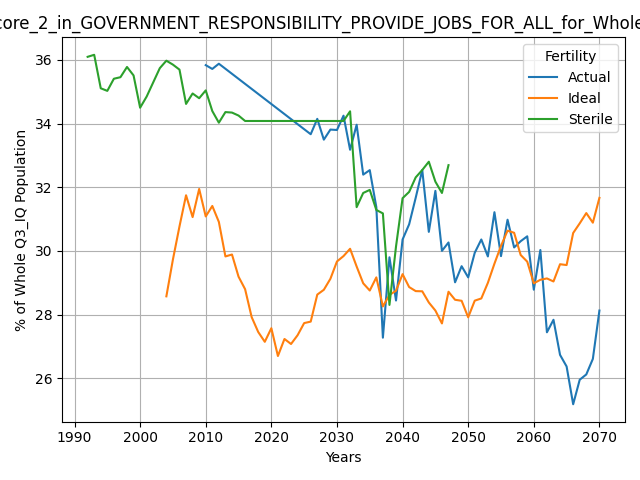 core_2_in_GOVERNMENT_RESPONSIBILITY_PROVIDE_JOBS_FOR_ALL_for_Whole
Fertility
Actual
Ideal
Sterile
% of Whole Q3_IQ Population
36
34
32
30
28
26
1990
2000
2010
2020
2030
2040
2050
2060
2070
Years